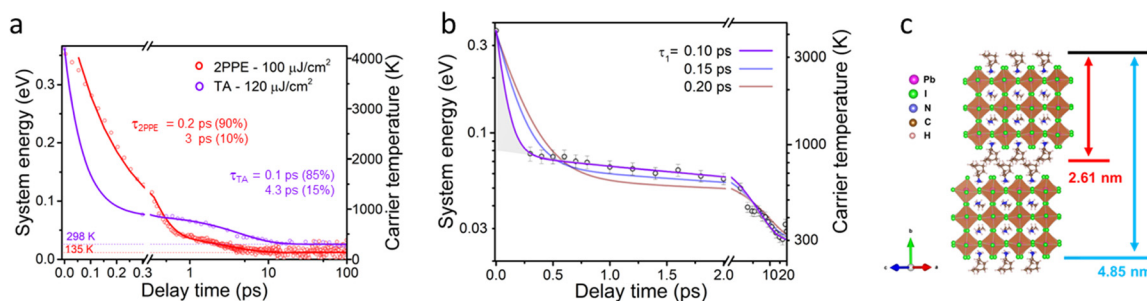 a
b
c
System energy (eV)
0.3
0.2
0.1
0.0
2PPE - 100 μJ/cm²
TA - 120 μJ/cm²
τ2PPE = 0.2 ps (90%)
3 ps (10%)
τTA = 0.1 ps (85%)
4.3 ps (15%)
298 K
135 K
4000
3000
2000
1000
0
Carrier temperature (K)
0.0 0.1 0.2 0.3 1 10 100
Delay time (ps)
System energy (eV)
0.3
0.1
0.03
τ1= 0.10 ps
0.15 ps
0.20 ps
3000
1000
300
Carrier temperature (K)
0.0 0.5 1.0 1.5 2.0 1020
Delay time (ps)
Pb
I
N
C
H
b
c
a
2.61 nm
4.85 nm